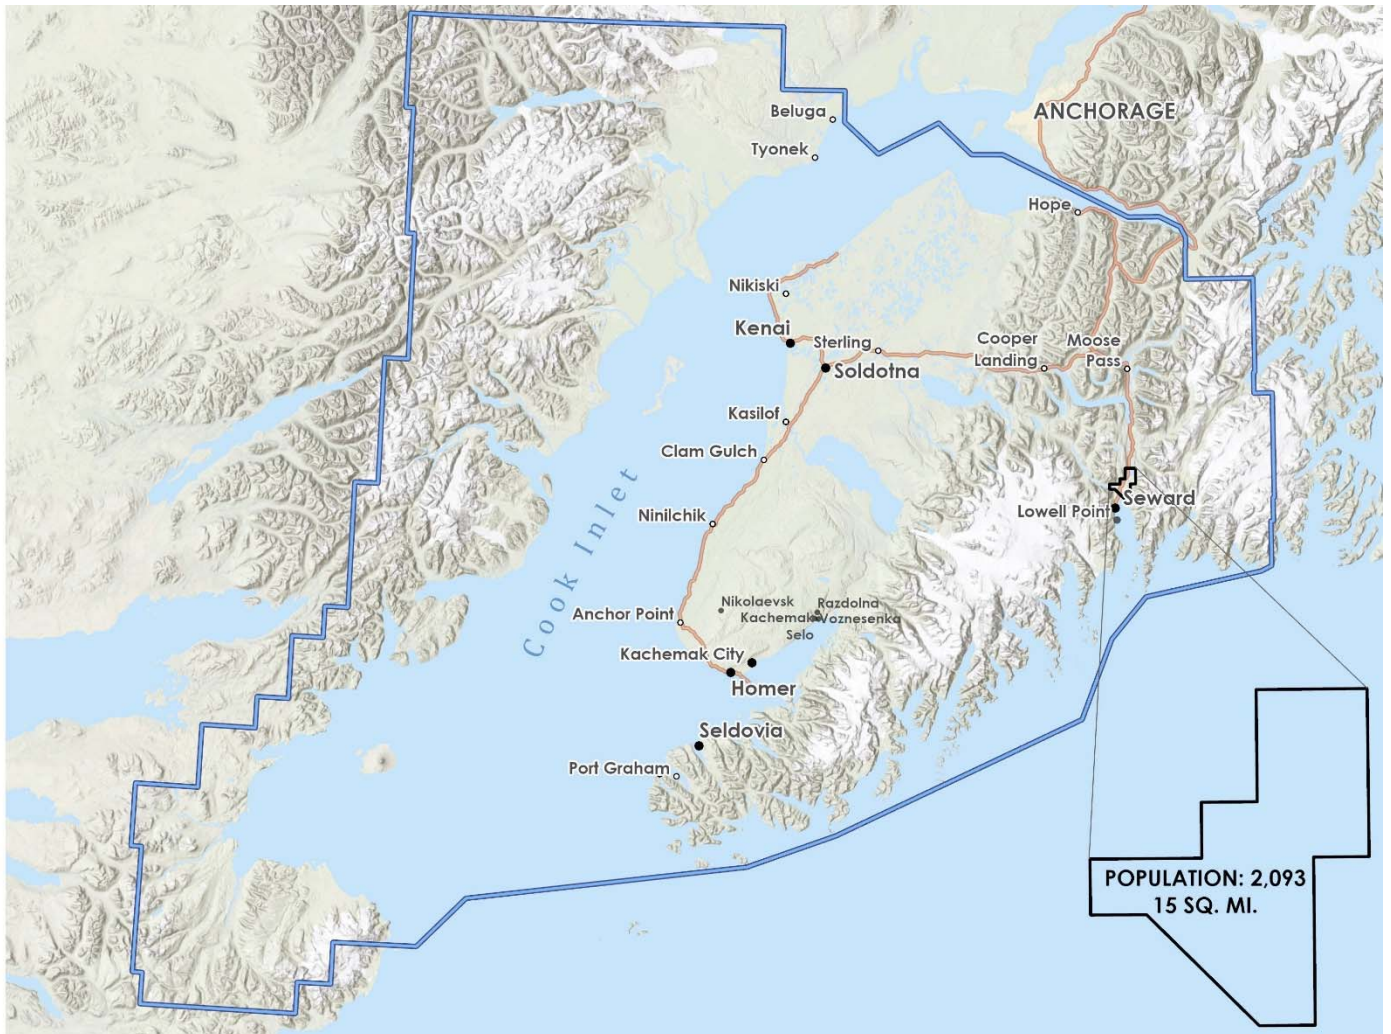 Beluga
ANCHORAGE
Tyonek
Hope
Nikiski
Kenai
Sterling
Cooper
Landing
Moose
Pass
Soldotna
Kasilof
Clam Gulch
Cook Inlet
Seward
Lowell Point
Ninilchik
Nikolaevsk
Razdolna
Kachemak
Selo
Voznesenka
Anchor Point
Kachemak City
Homer
Seldovia
Port Graham
POPULATION: 2,093
15 SQ. MI.